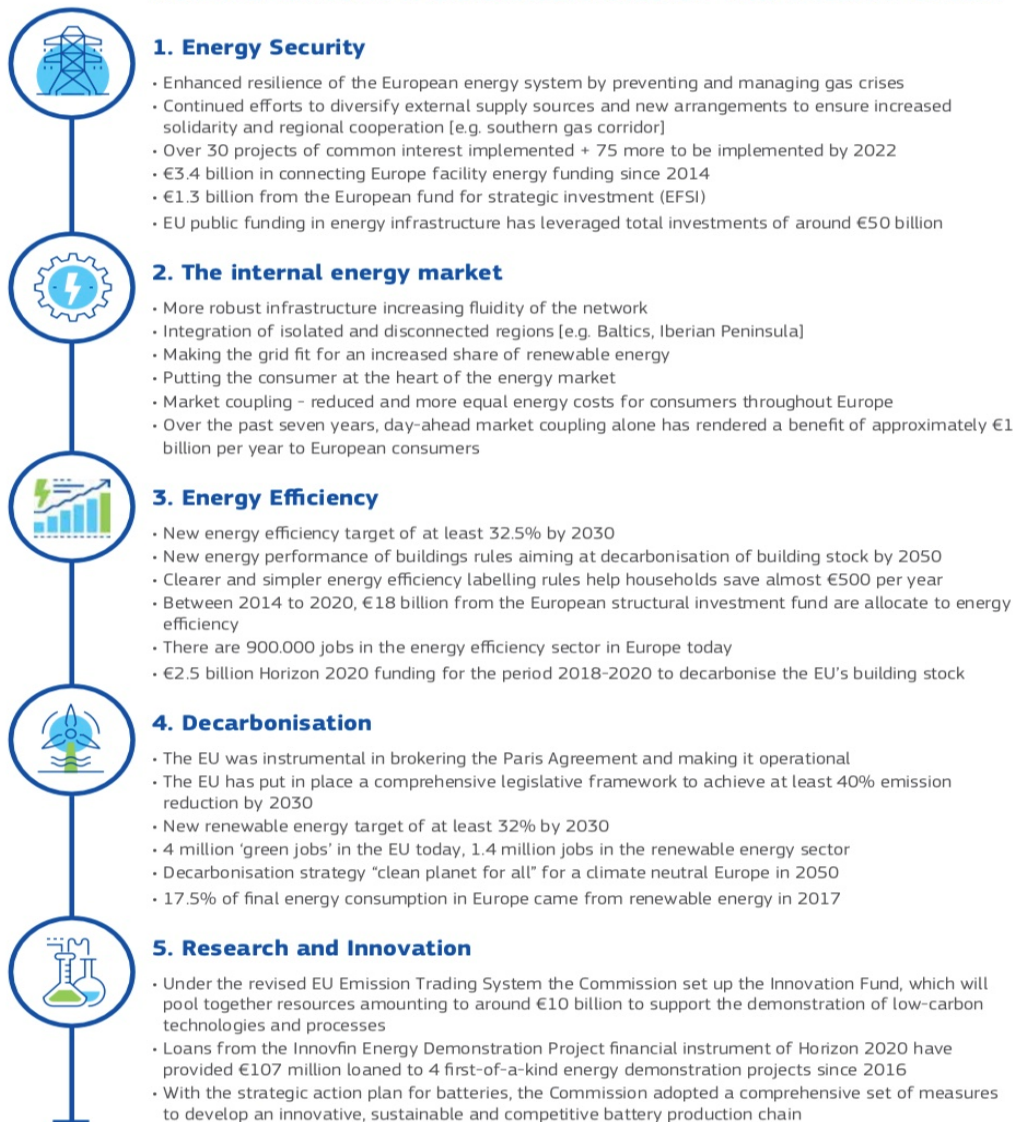 1. Energy Security
• Enhanced resilience of the European energy system by preventing and managing gas crises
• Continued efforts to diversify external supply sources and new arrangements to ensure increased
solidarity and regional cooperation [e.g. southern gas corridor]
• Over 30 projects of common interest implemented + 75 more to be implemented by 2022
• €3.4 billion in connecting Europe facility energy funding since 2014
• €1.3 billion from the European fund for strategic investment (EFSI)
• EU public funding in energy infrastructure has leveraged total investments of around €50 billion
2. The internal energy market
• More robust infrastructure increasing fluidity of the network
• Integration of isolated and disconnected regions [e.g. Baltics, Iberian Peninsula]
• Making the grid fit for an increased share of renewable energy
• Putting the consumer at the heart of the energy market
• Market coupling - reduced and more equal energy costs for consumers throughout Europe
• Over the past seven years, day-ahead market coupling alone has rendered a benefit of approximately €1
billion per year to European consumers
3. Energy Efficiency
• New energy efficiency target of at least 32.5% by 2030
• New energy performance of buildings rules aiming at decarbonisation of building stock by 2050
• Clearer and simpler energy efficiency labelling rules help households save almost €500 per year
• Between 2014 to 2020, €18 billion from the European structural investment fund are allocate to energy
efficiency
• There are 900.000 jobs in the energy efficiency sector in Europe today
• €2.5 billion Horizon 2020 funding for the period 2018-2020 to decarbonise the EU's building stock
4. Decarbonisation
• The EU was instrumental in brokering the Paris Agreement and making it operational
• The EU has put in place a comprehensive legislative framework to achieve at least 40% emission
reduction by 2030
• New renewable energy target of at least 32% by 2030
• 4 million ‘green jobs’ in the EU today, 1.4 million jobs in the renewable energy sector
• Decarbonisation strategy “clean planet for all” for a climate neutral Europe in 2050
• 17.5% of final energy consumption in Europe came from renewable energy in 2017
5. Research and Innovation
• Under the revised EU Emission Trading System the Commission set up the Innovation Fund, which will
pool together resources amounting to around €10 billion to support the demonstration of low-carbon
technologies and processes
• Loans from the Innovfin Energy Demonstration Project financial instrument of Horizon 2020 have
provided €107 million loaned to 4 first-of-a-kind energy demonstration projects since 2016
• With the strategic action plan for batteries, the Commission adopted a comprehensive set of measures
to develop an innovative, sustainable and competitive battery production chain